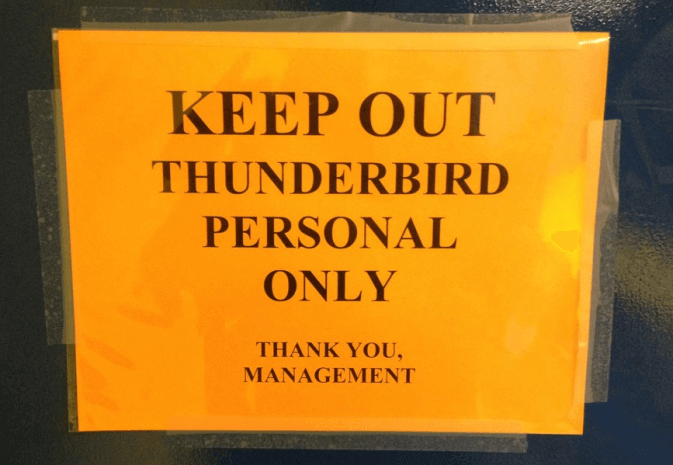 KEEP OUT
THUNDERBIRD
PERSONAL
ONLY
THANK YOU,
MANAGEMENT